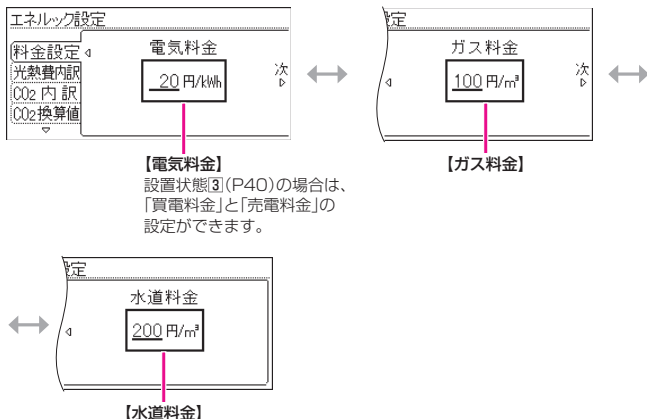 エネルック設定
料金設定
光熱費内訳
CO2 内 訳
CO2換算値
電気料金
20 円/kWh
次
【電気料金】
設置状態3(P40)の場合は、
「買電料金」と「売電料金」の
設定ができます。
定
ガス料金
100 円/m³
次
【ガス料金】
定
水道料金
200 円/m³
【水道料金】